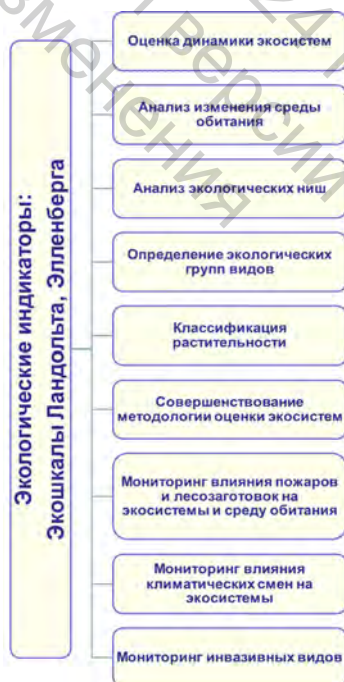 Экологические индикаторы:
Экошкалы Ландольта, Элленберга
Оценка динамики экосистем
Анализ изменения среды
обитания
Анализ экологических ниш
Определение экологических
групп видов
Классификация
растительности
Совершенствование
методологии оценки экосистем
Мониторинг влияния пожаров
и лесозаготовок на
экосистемы и среду обитания
Мониторинг влияния
климатических смен на
экосистемы
Мониторинг инвазивных видов